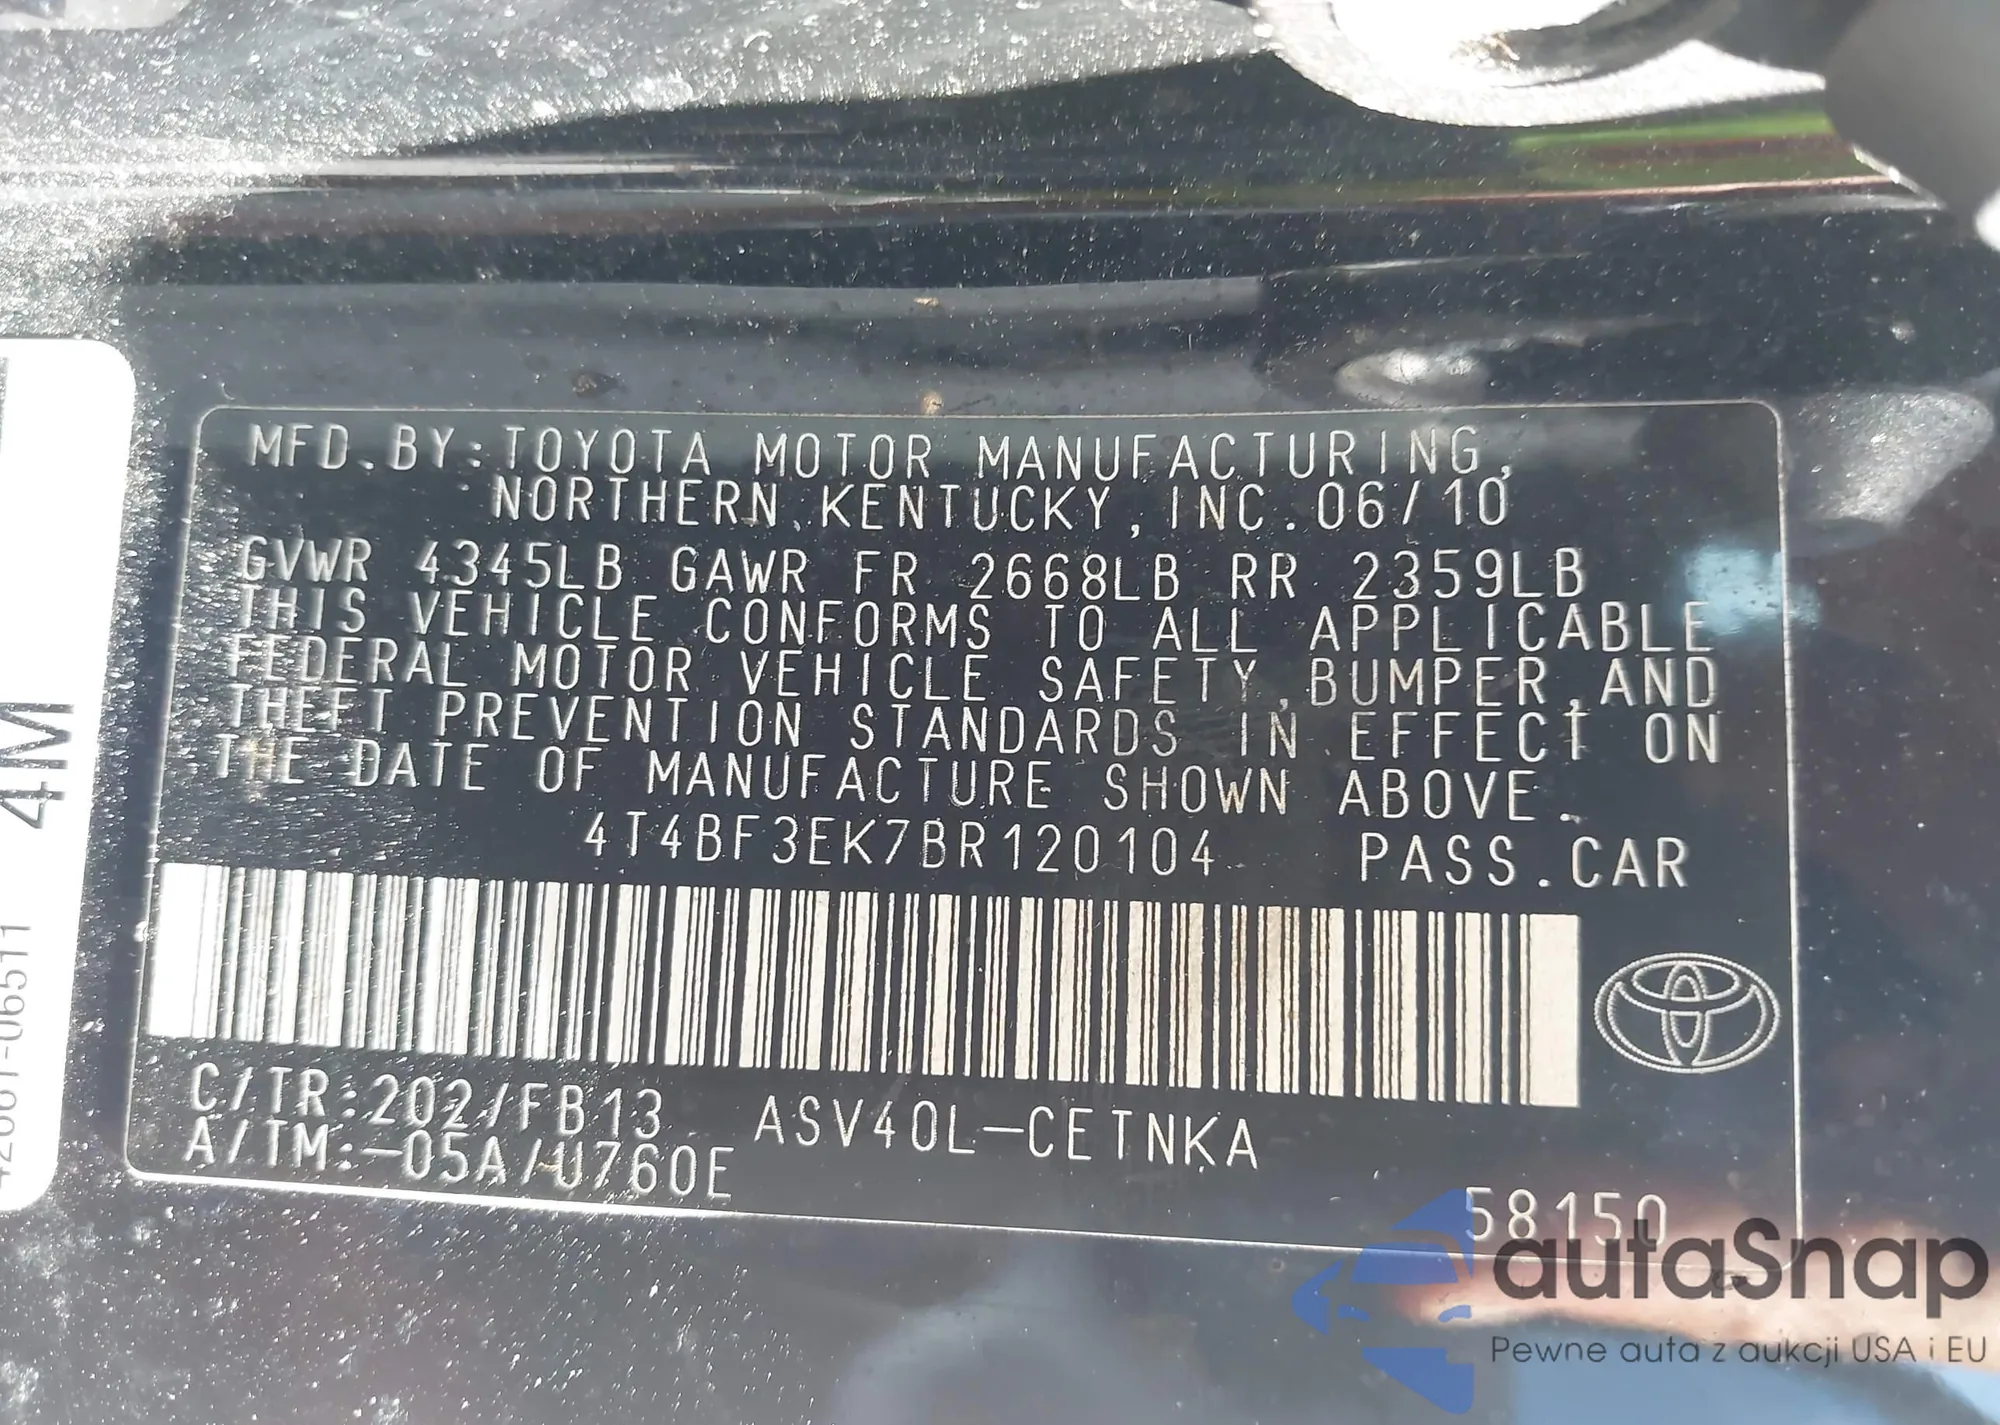 MFD.BY:TOYOTA MOTOR MANUFACTURING,
NORTHERN KENTUCKY, INC. 06/10
GVWR 4345LB GAWR FR 2668LB RR 2359LB
THIS VEHICLE CONFORMS TO ALL APPLICABLE
FEDERAL MOTOR VEHICLE SAFETY, BUMPER, AND
THEFT PREVENTION STANDARDS IN EFFECT ON
THE DATE OF MANUFACTURE SHOWN ABOVE.
4T4BF3EK7BR120104 PASS.CAR
C/TR:202/FB13 ASV40L-CETNKA
A/TM:-05A/U760E
58150
4M
autaSnap
Pewne auta z aukcji USA i EU